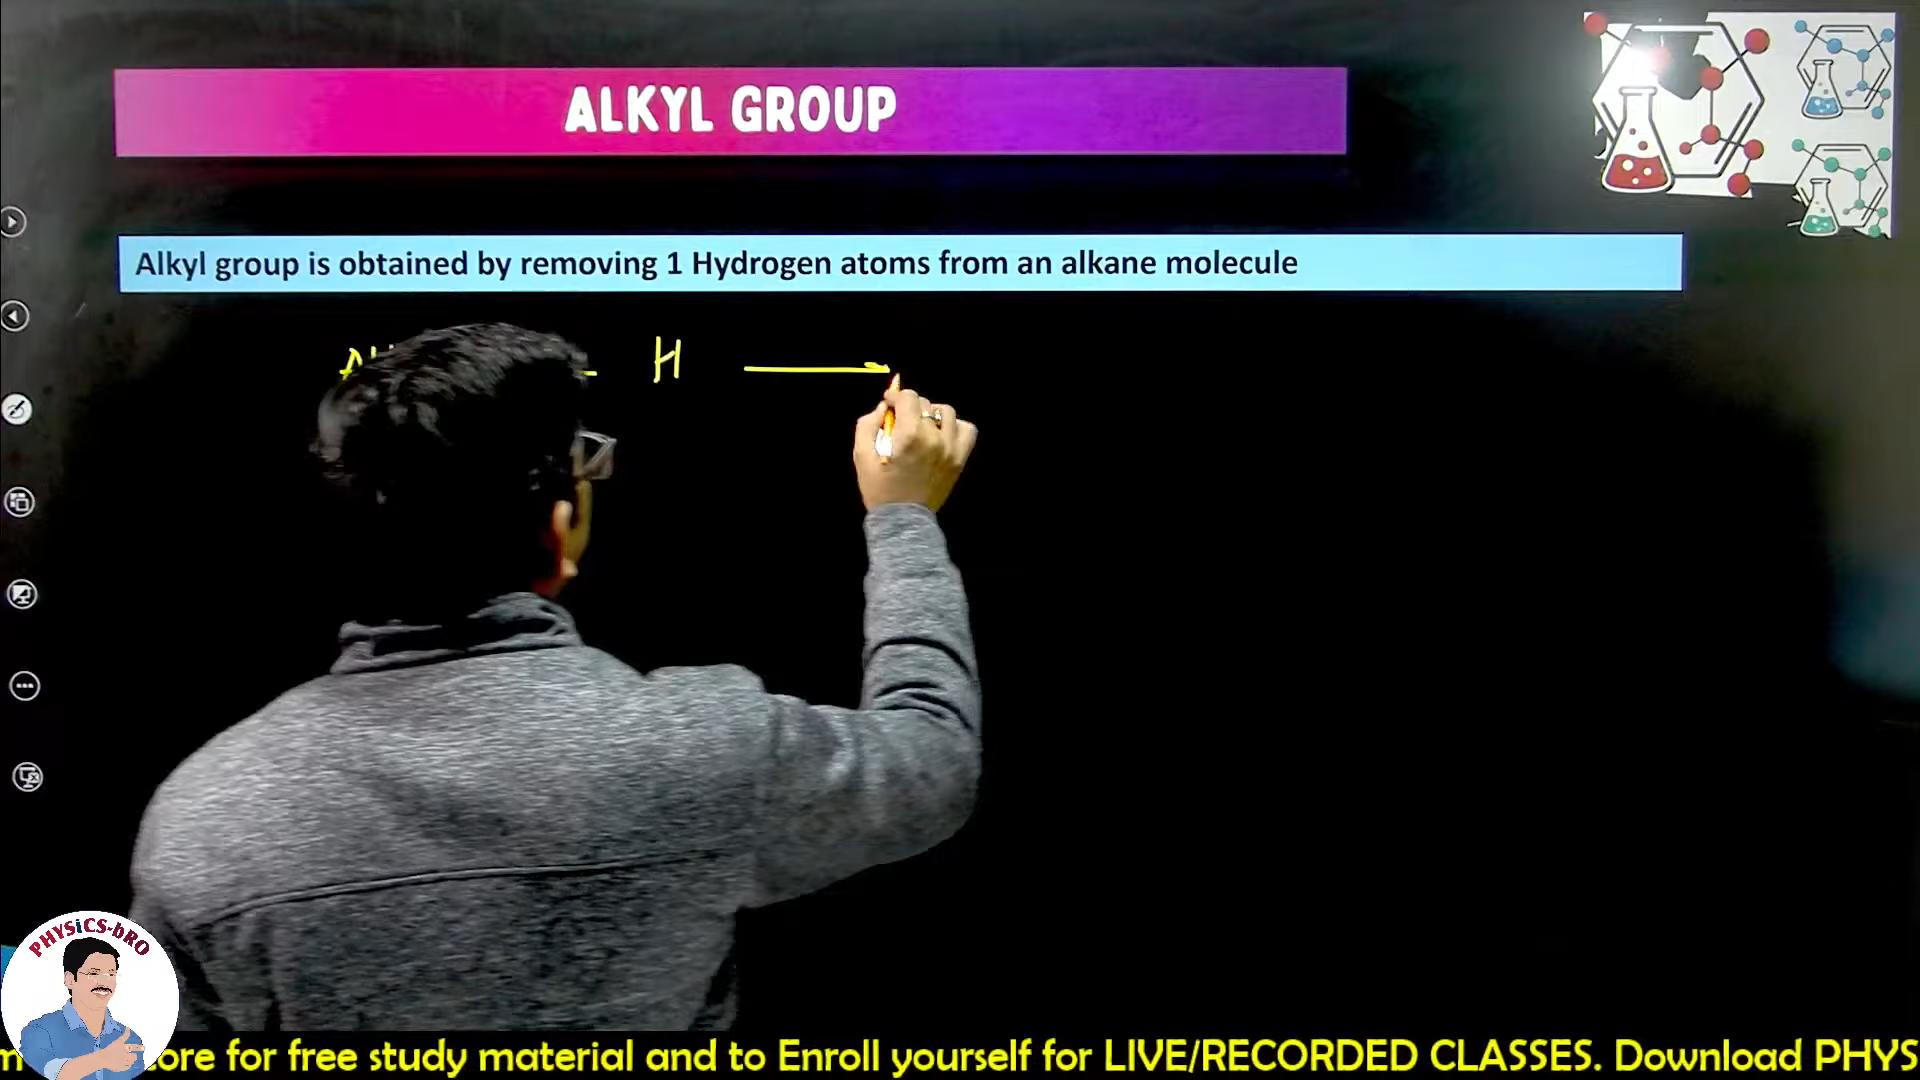 ALKYL GROUP
Alkyl group is obtained by removing 1 Hydrogen atoms from an alkane molecule
- H →
PHYSiCS-bRO
ore for free study material and to Enroll yourself for LIVE/RECORDED CLASSES. Download PHYS